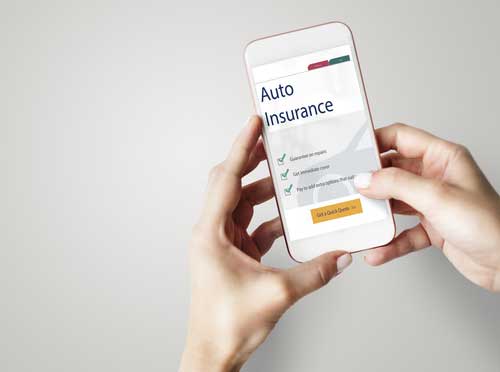 Auto
Insurance
Guarantee on repairs
Get immediate cover
Pay to add extra options that
Get a Quick Quote >>